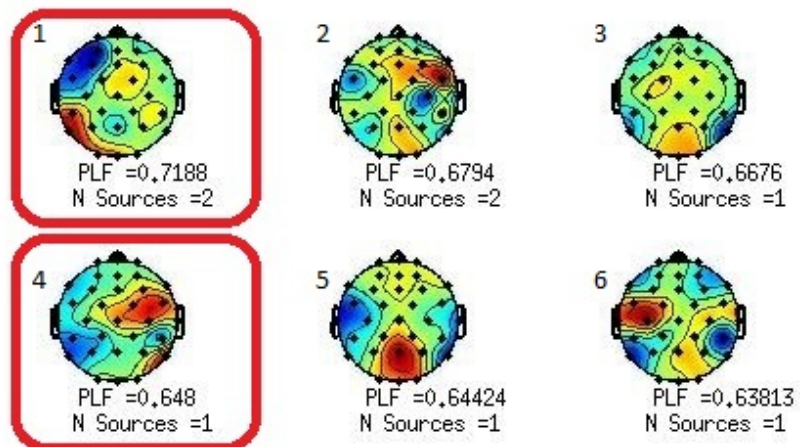 1
2
3
PLF =0.7188
N Sources =2
PLF =0.6794
N Sources =2
PLF =0.6676
N Sources =1
4
5
6
PLF =0.648
N Sources =1
PLF =0.64424
N Sources =1
PLF =0.63813
N Sources =1